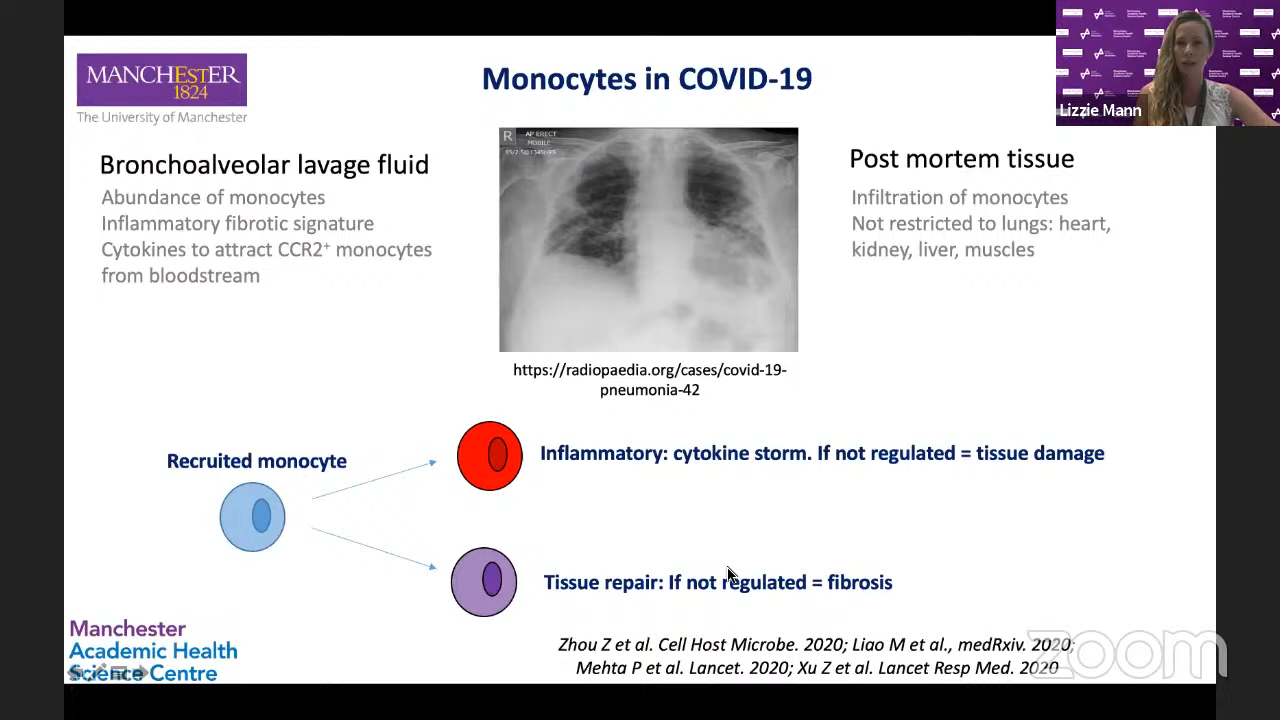 MANCHESTER
1824
The University of Manchester
Monocytes in COVID-19
Lizzie Mann
Bronchoalveolar lavage fluid
Abundance of monocytes
Inflammatory fibrotic signature
Cytokines to attract CCR2⁺ monocytes
from bloodstream
R
AP ERECT
MOBILE
Post mortem tissue
Infiltration of monocytes
Not restricted to lungs: heart,
kidney, liver, muscles
https://radiopaedia.org/cases/covid-19-
pneumonia-42
Recruited monocyte
Inflammatory: cytokine storm. If not regulated = tissue damage
Tissue repair: If not regulated = fibrosis
Manchester
Academic Health
Science Centre
Zhou Z et al. Cell Host Microbe. 2020; Liao M et al., medRxiv. 2020;
Mehta P et al. Lancet. 2020; Xu Z et al. Lancet Resp Med. 2020
zoom